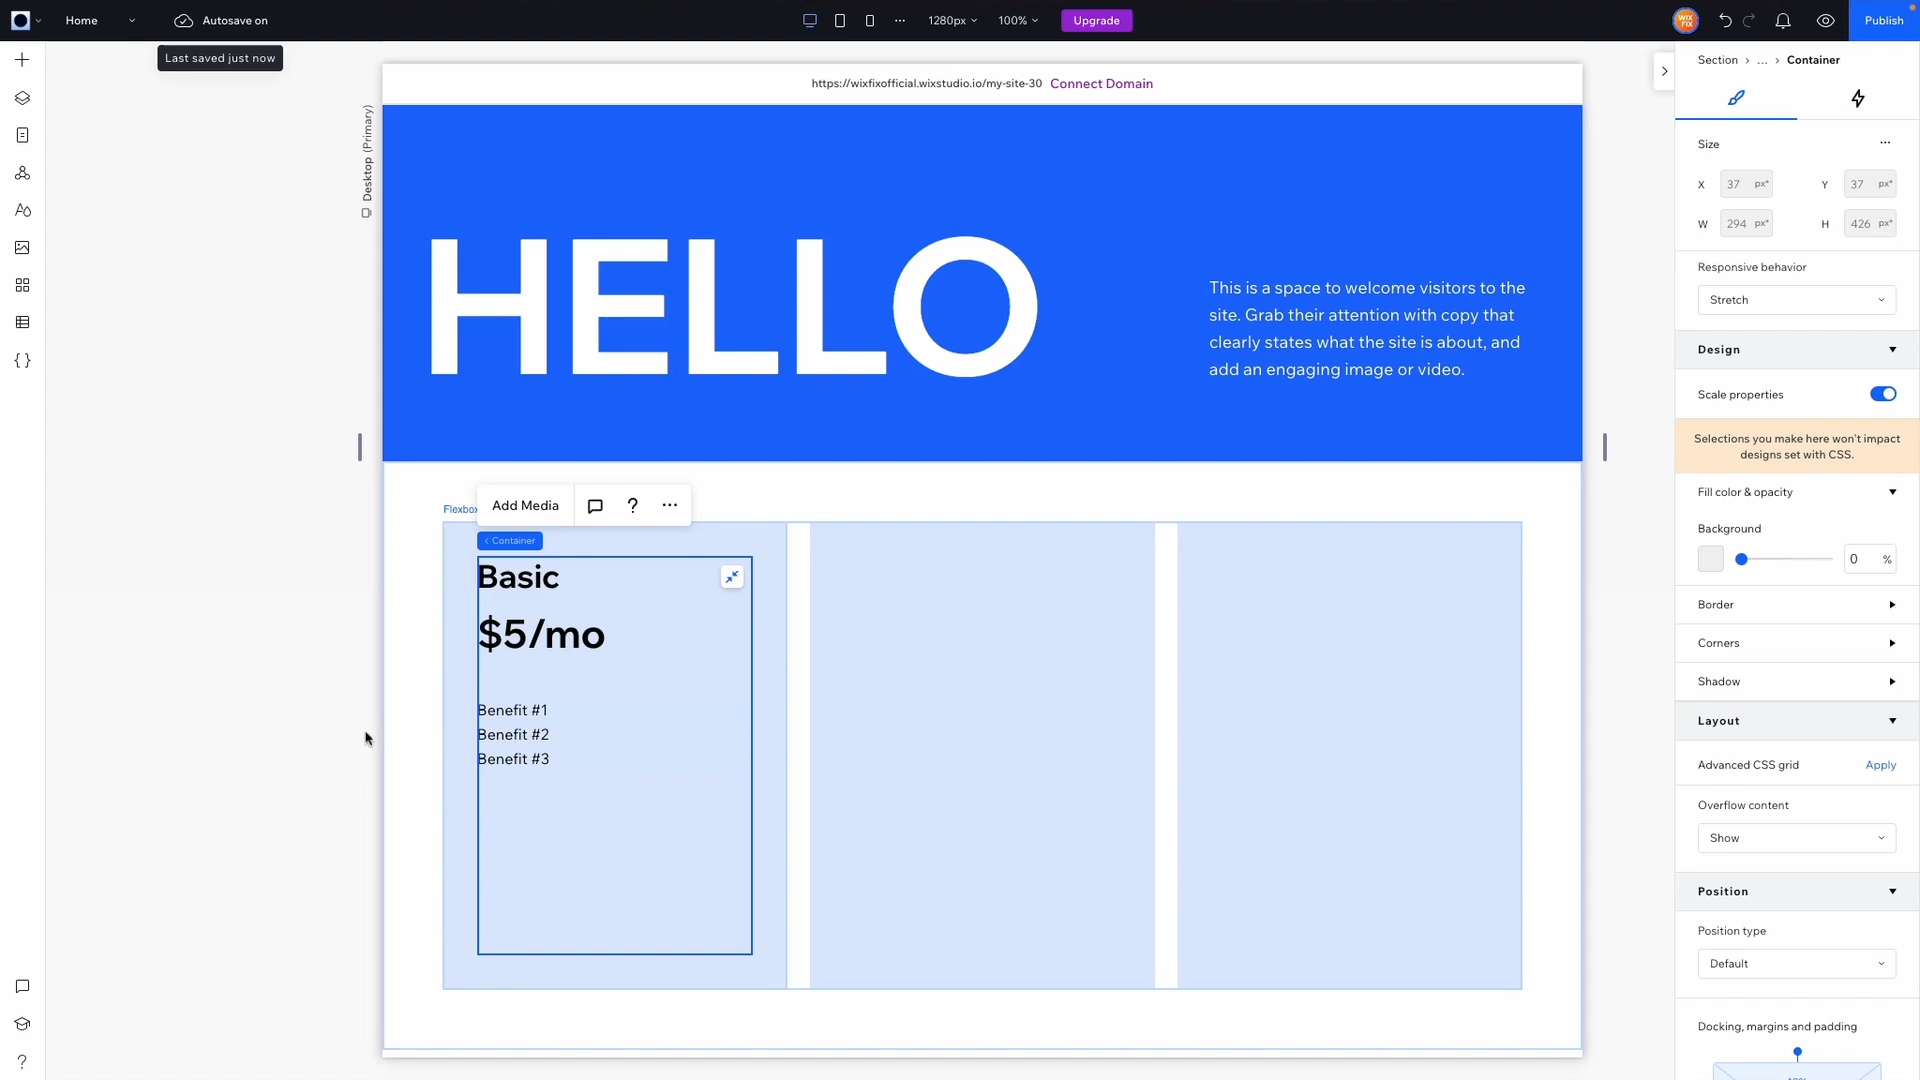 Home
Autosave on
1280px
100%
Upgrade
WIX
FIX
Publish
Last saved just now
https://wixfixofficial.wixstudio.io/my-site-30 Connect Domain
Desktop (Primary)
HELLO
This is a space to welcome visitors to the
site. Grab their attention with copy that
clearly states what the site is about, and
add an engaging image or video.
Flexbox
Add Media
?
< Container
Basic
$5/mo
Benefit #1
Benefit #2
Benefit #3
Section > ... > Container
Size
X 37 px* Y 37 px*
W 294 px* H 426 px*
Responsive behavior
Stretch
Design
Scale properties
Selections you make here won't impact
designs set with CSS.
Fill color & opacity
Background
0 %
Border
Corners
Shadow
Layout
Advanced CSS grid Apply
Overflow content
Show
Position
Position type
Default
Docking, margins and padding